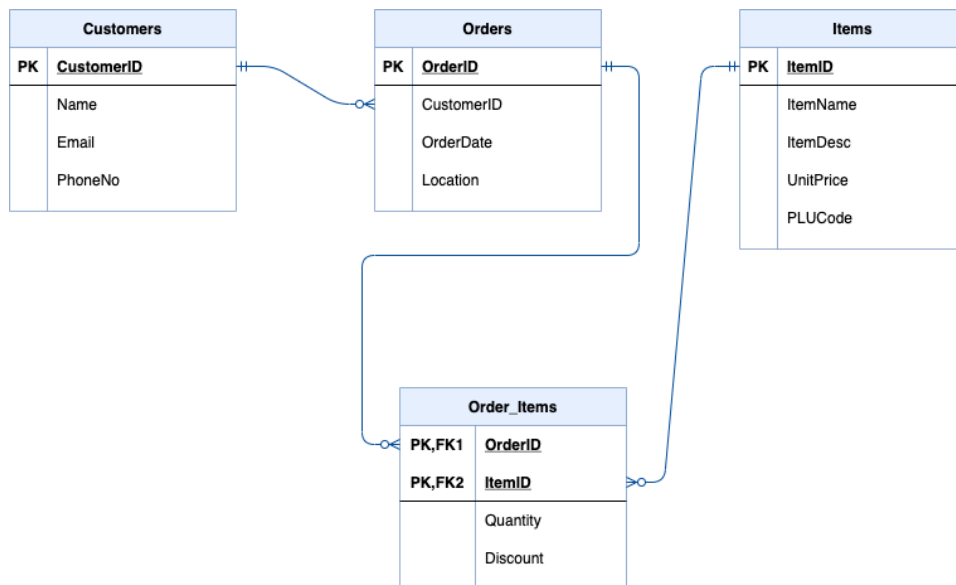 Customers
PK CustomerID
Name
Email
PhoneNo
Orders
PK OrderID
CustomerID
OrderDate
Location
Items
PK ItemID
ItemName
ItemDesc
UnitPrice
PLUCode
Order_Items
PK,FK1 OrderID
PK,FK2 ItemID
Quantity
Discount